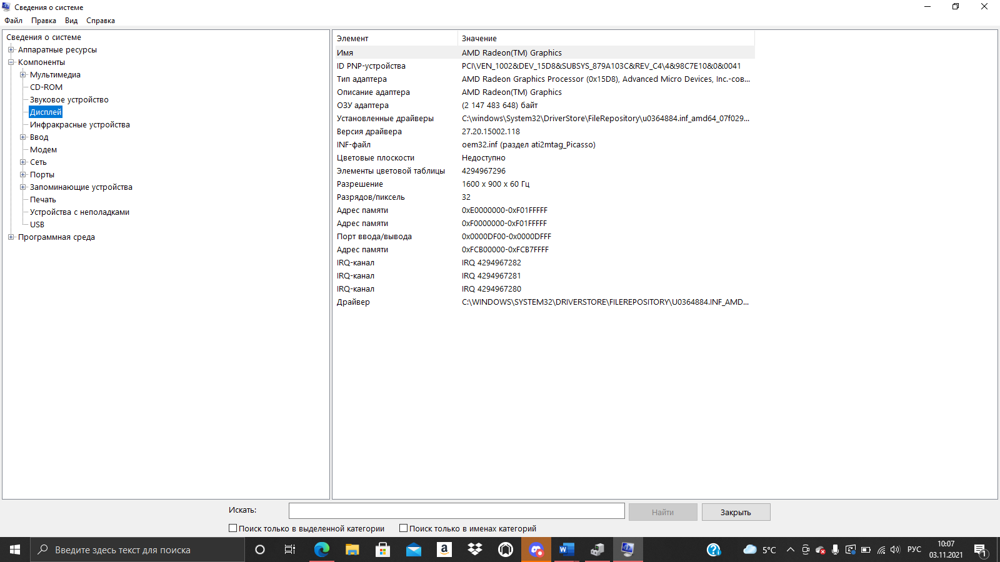 Сведения о системе
Файл Правка Вид Справка
Сведения о системе
Аппаратные ресурсы
Компоненты
Мультимедиа
CD-ROM
Звуковое устройство
Дисплей
Инфракрасные устройства
Ввод
Модем
Сеть
Порты
Запоминающие устройства
Печать
Устройства с неполадками
USB
Программная среда
Элемент Значение
Имя AMD Radeon(TM) Graphics
ID PNP-устройства PCI\VEN_1002&DEV_15D8&SUBSYS_879A103C&REV_C4\4&98C7E10&0&0041
Тип адаптера AMD Radeon Graphics Processor (0x15D8), Advanced Micro Devices, Inc.-сов...
Описание адаптера AMD Radeon(TM) Graphics
ОЗУ адаптера (2 147 483 648) байт
Установленные драйверы C:\windows\System32\DriverStore\FileRepository\u0364884.inf_amd64_07f029...
Версия драйвера 27.20.15002.118
INF-файл oem32.inf (раздел ati2mtag_Picasso)
Цветовые плоскости Недоступно
Элементы цветовой таблицы 4294967296
Разрешение 1600 x 900 x 60 Гц
Разрядов/пиксель 32
Адрес памяти 0xE0000000-0xF01FFFFF
Адрес памяти 0xF0000000-0xF01FFFFF
Порт ввода/вывода 0x0000DF00-0x0000DFFF
Адрес памяти 0xFCB00000-0xFCB7FFFF
IRQ-канал IRQ 4294967282
IRQ-канал IRQ 4294967281
IRQ-канал IRQ 4294967280
Драйвер C:\WINDOWS\SYSTEM32\DRIVERSTORE\FILEREPOSITORY\U0364884.INF_AMD...
Искать: Найти Закрыть
Поиск только в выделенной категории Поиск только в именах категорий
Введите здесь текст для поиска
5°C
РУС
10:07
03.11.2021
1